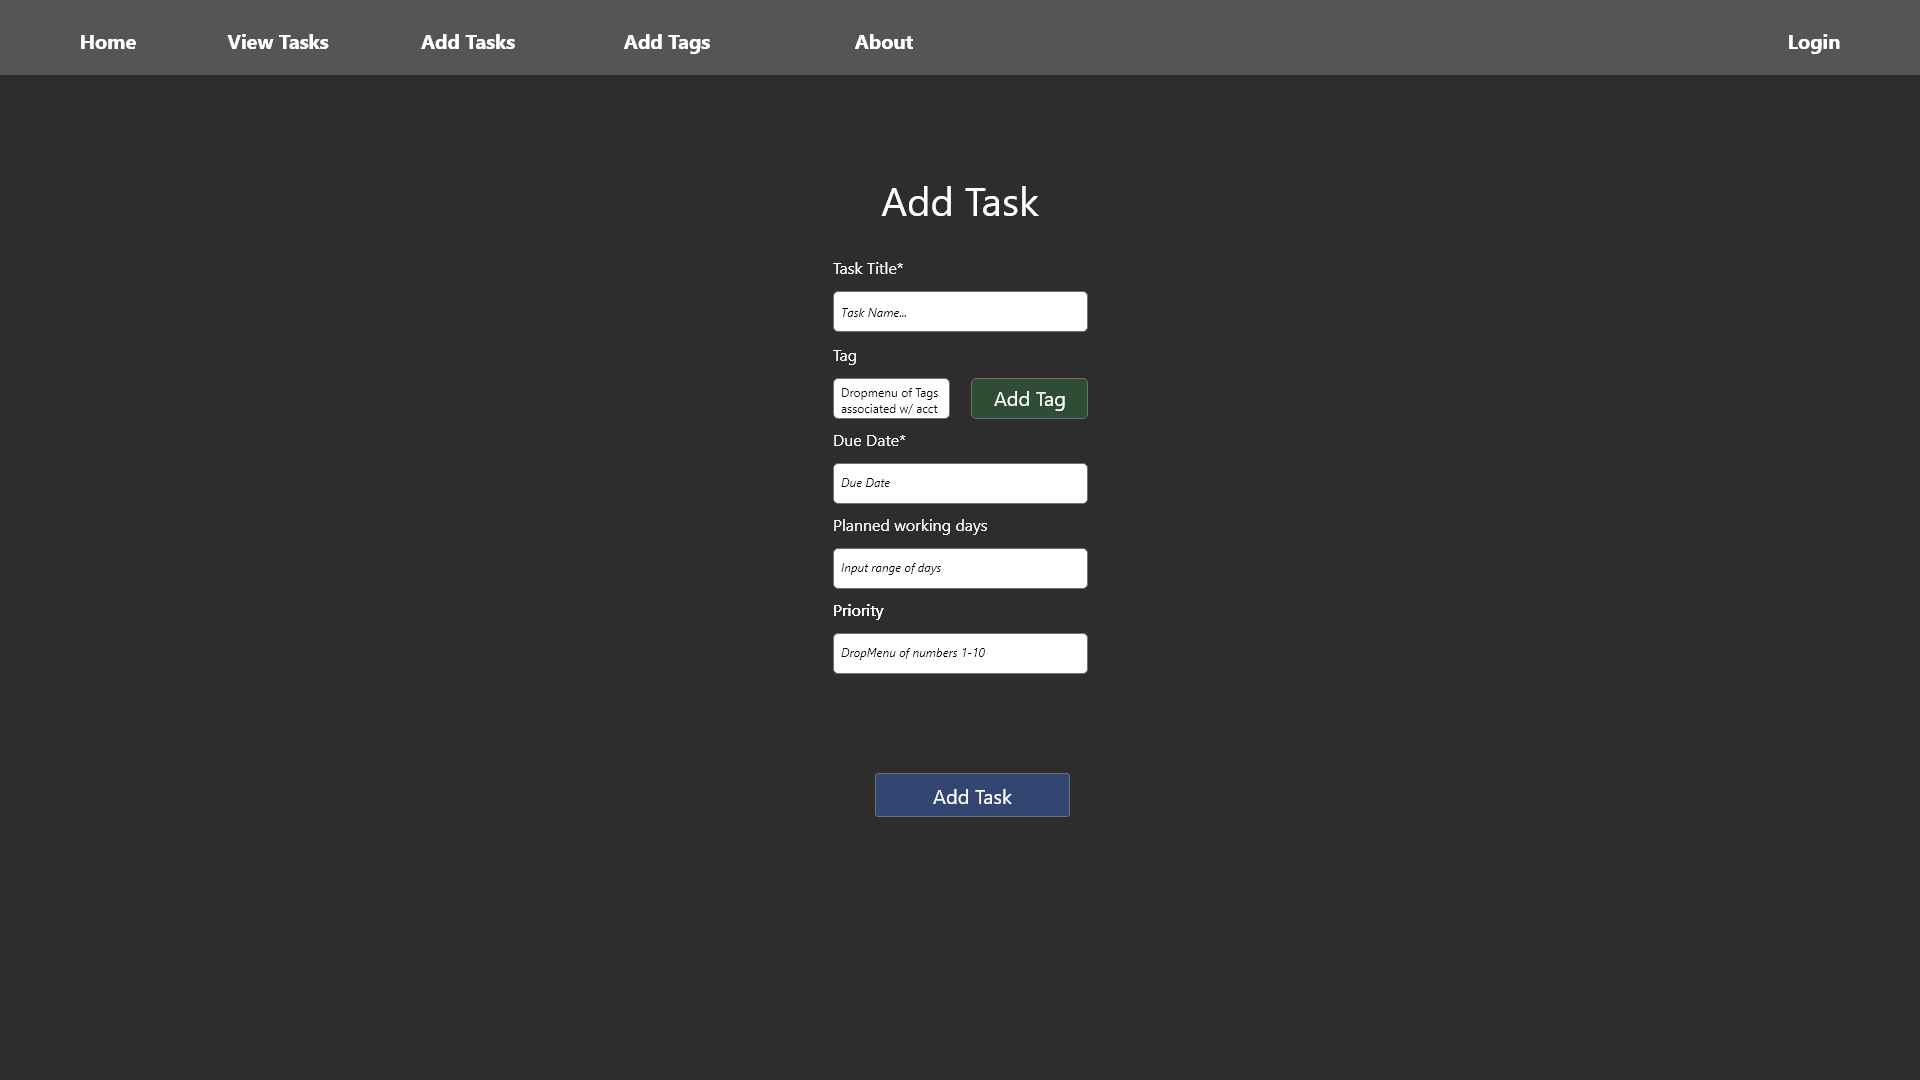 Home
View Tasks
Add Tasks
Add Tags
About
Login
Add Task
Task Title*
Task Name...
Tag
Dropmenu of Tags
associated w/ acct
Add Tag
Due Date*
Due Date
Planned working days
Input range of days
Priority
DropMenu of numbers 1-10
Add Task